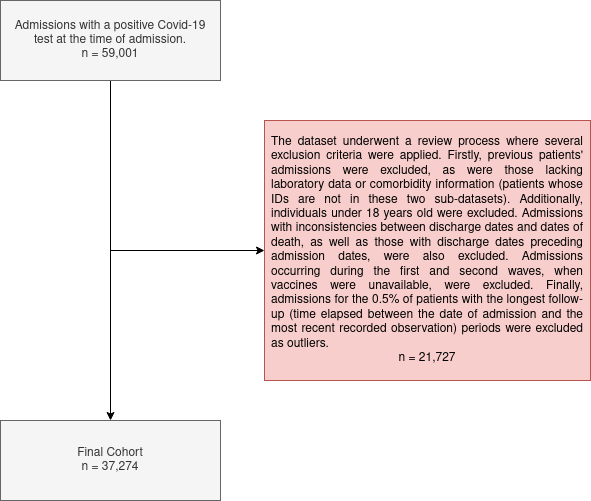 Admissions with a positive Covid-19
test at the time of admission.
n = 59,001
The dataset underwent a review process where several
exclusion criteria were applied. Firstly, previous patients'
admissions were excluded, as were those lacking
laboratory data or comorbidity information (patients whose
IDs are not in these two sub-datasets). Additionally,
individuals under 18 years old were excluded. Admissions
with inconsistencies between discharge dates and dates of
death, as well as those with discharge dates preceding
admission dates, were also excluded. Admissions
occurring during the first and second waves, when
vaccines were unavailable, were excluded. Finally,
admissions for the 0.5% of patients with the longest follow-
up (time elapsed between the date of admission and the
most recent recorded observation) periods were excluded
as outliers.
n = 21,727
Final Cohort
n = 37,274